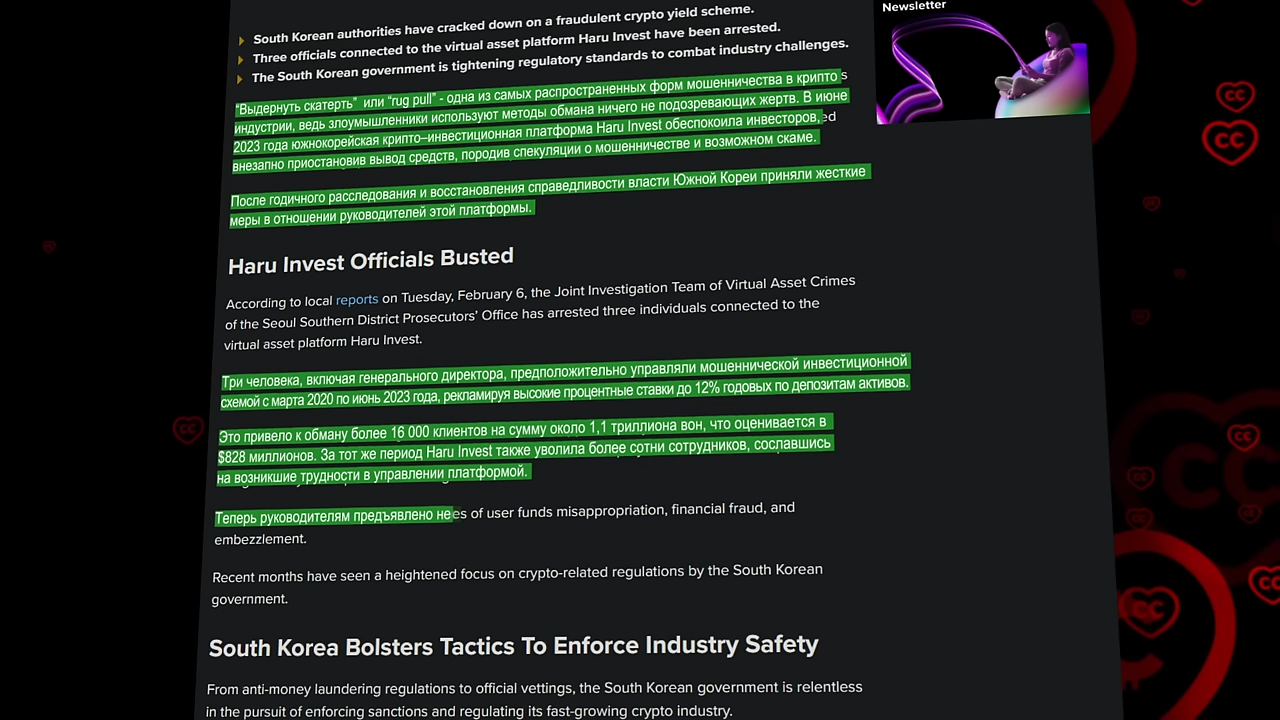 Newsletter
South Korean authorities have cracked down on a fraudulent crypto yield scheme.
Three officials connected to the virtual asset platform Haru Invest have been arrested.
The South Korean government is tightening regulatory standards to combat industry challenges.
“Выдернуть скатерть” или “rug pull” - одна из самых распространенных форм мошенничества в крипто s
индустрии, ведь злоумышленники используют методы обмана ничего не подозревающих жертв. В июне
2023 года южнокорейская крипто–инвестиционная платформа Haru Invest обеспокоила инвесторов, ed
внезапно приостановив вывод средств, породив спекуляции о мошенничестве и возможном скаме.
После годичного расследования и восстановления справедливости власти Южной Кореи приняли жесткие
меры в отношении руководителей этой платформы.
Haru Invest Officials Busted
According to local reports on Tuesday, February 6, the Joint Investigation Team of Virtual Asset Crimes
of the Seoul Southern District Prosecutors’ Office has arrested three individuals connected to the
virtual asset platform Haru Invest.
Три человека, включая генерального директора, предположительно управляли мошеннической инвестиционной
схемой с марта 2020 по июнь 2023 года, рекламируя высокие процентные ставки до 12% годовых по депозитам активов.
Это привело к обману более 16 000 клиентов на сумму около 1,1 триллиона вон, что оценивается в
$828 миллионов. За тот же период Haru Invest также уволила более сотни сотрудников, сославшись
на возникшие трудности в управлении платформой.
Теперь руководителям предъявлено не es of user funds misappropriation, financial fraud, and
embezzlement.
Recent months have seen a heightened focus on crypto-related regulations by the South Korean
government.
South Korea Bolsters Tactics To Enforce Industry Safety
From anti-money laundering regulations to official vettings, the South Korean government is relentless
in the pursuit of enforcing sanctions and regulating its fast-growing crypto industry.
CC
CC
CC
CC
CC
CC
CC